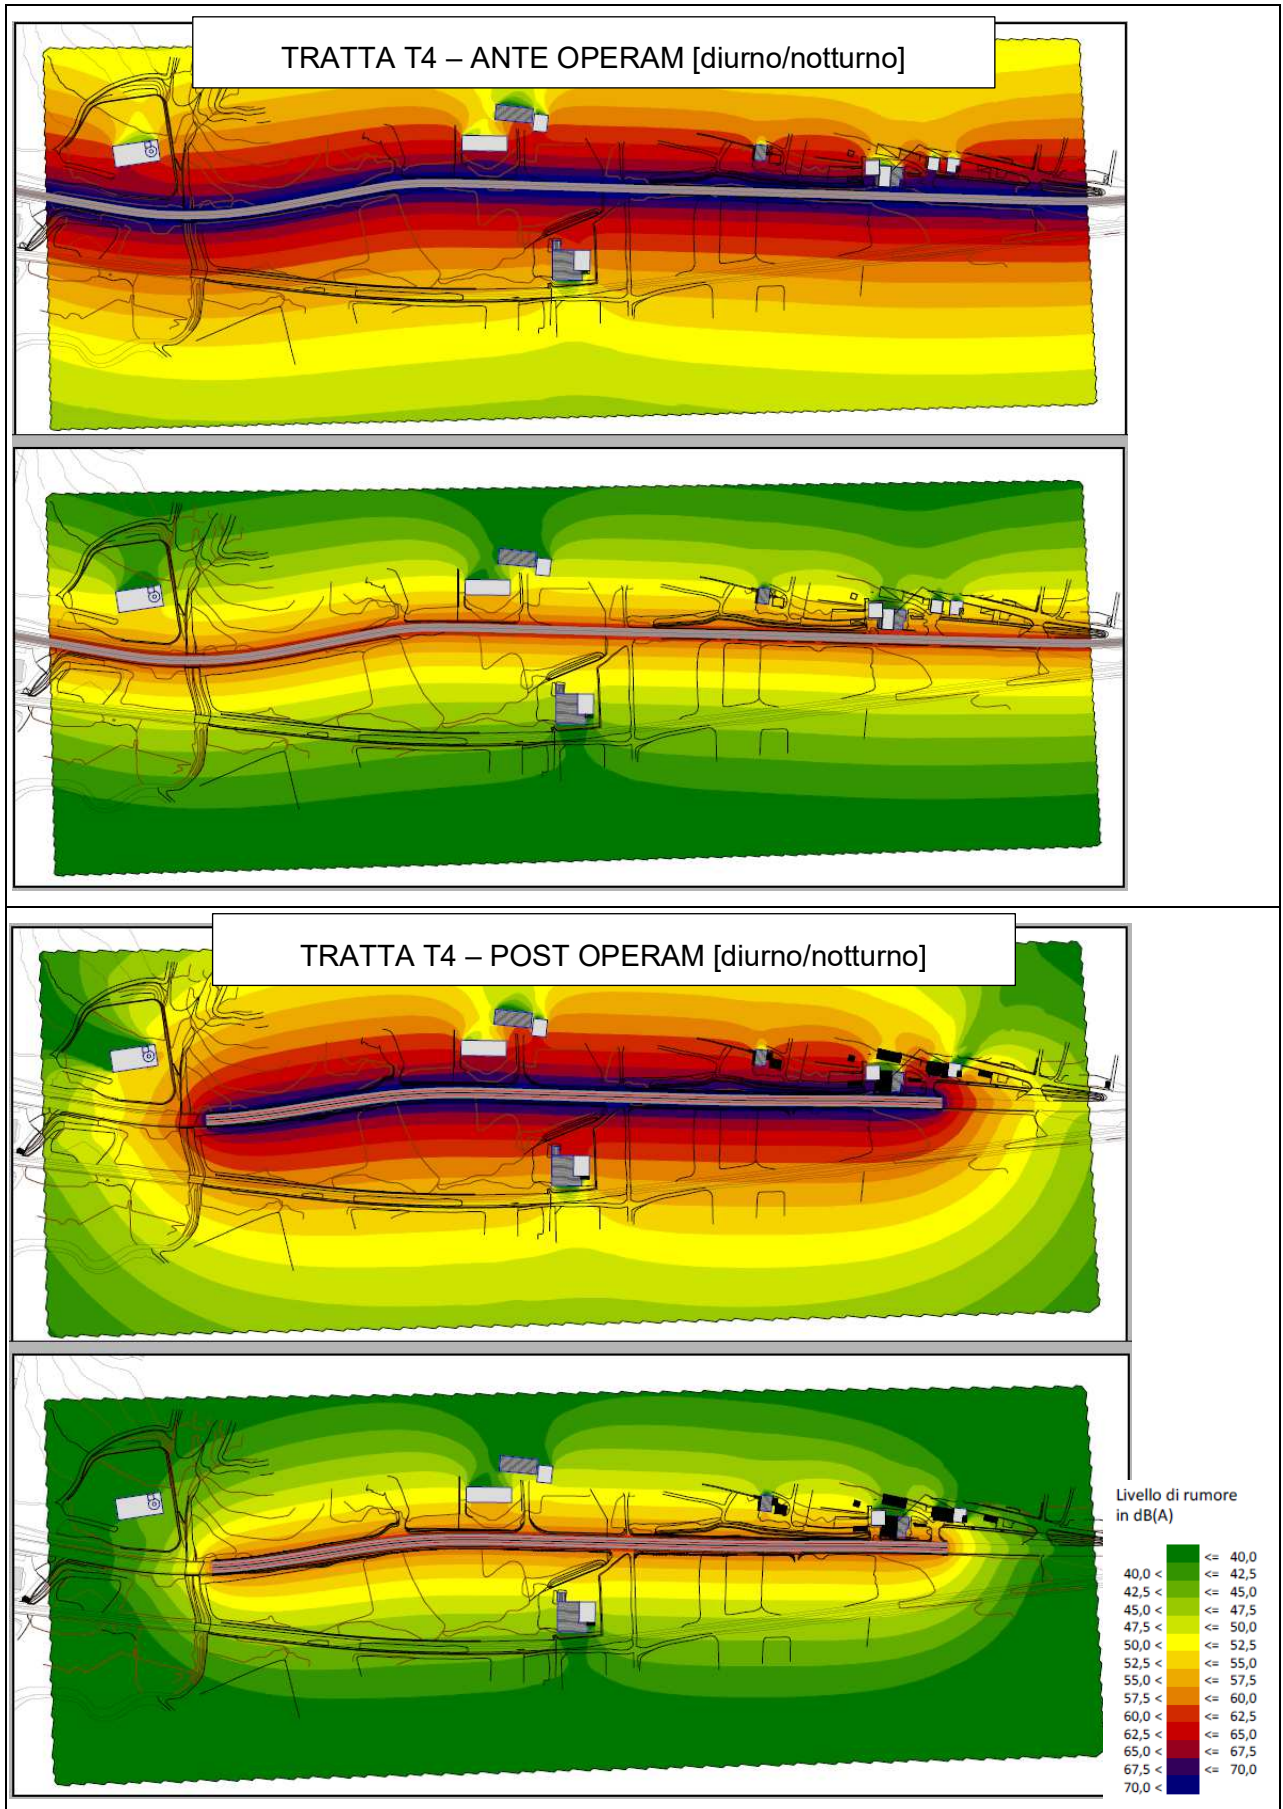 TRATTA T4 – ANTE OPERAM [diurno/notturno]
TRATTA T4 – POST OPERAM [diurno/notturno]
Livello di rumore
in dB(A)
<= 40,0
40,0 < <= 42,5
42,5 < <= 45,0
45,0 < <= 47,5
47,5 < <= 50,0
50,0 < <= 52,5
52,5 < <= 55,0
55,0 < <= 57,5
57,5 < <= 60,0
60,0 < <= 62,5
62,5 < <= 65,0
65,0 < <= 67,5
67,5 < <= 70,0
70,0 <